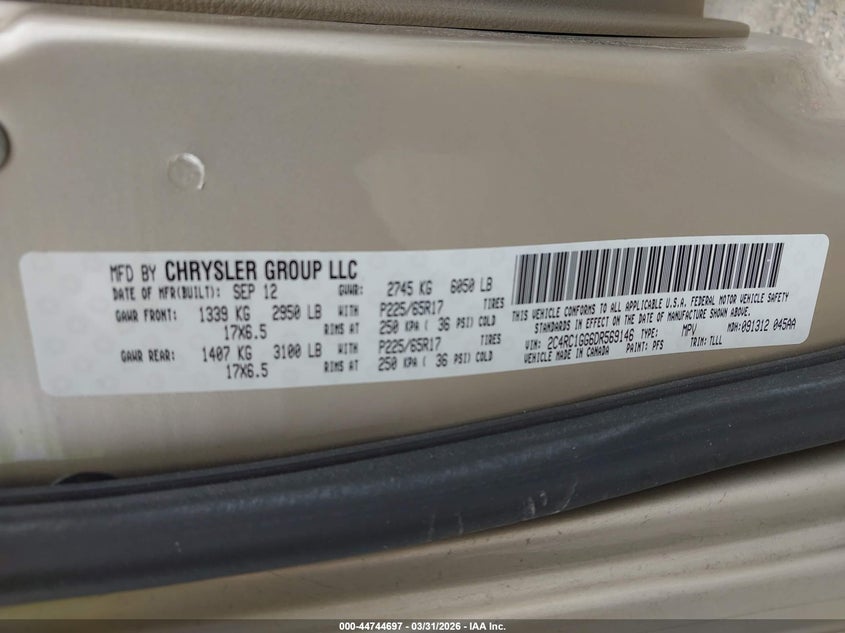 MFD BY CHRYSLER GROUP LLC
DATE OF MFR(BUILT): SEP 12 GVWR: 2745 KG 6050 LB
GAWR FRONT: 1339 KG 2950 LB WITH P225/65R17 TIRES
17X6.5 RIMS AT 250 KPA ( 36 PSI) COLD
GAWR REAR: 1407 KG 3100 LB WITH P225/65R17 TIRES
17X6.5 RIMS AT 250 KPA ( 36 PSI) COLD
THIS VEHICLE CONFORMS TO ALL APPLICABLE U.S.A. FEDERAL MOTOR VEHICLE SAFETY
STANDARDS IN EFFECT ON THE DATE OF MANUFACTURE SHOWN ABOVE.
VIN: 2C4RC1GG6DR569146 TYPE: MPV MDH:091312 045AA
VEHICLE MADE IN CANADA PAINT: PFS TRIM: TLLL
000-44744697 - 03/31/2026 - IAA Inc.